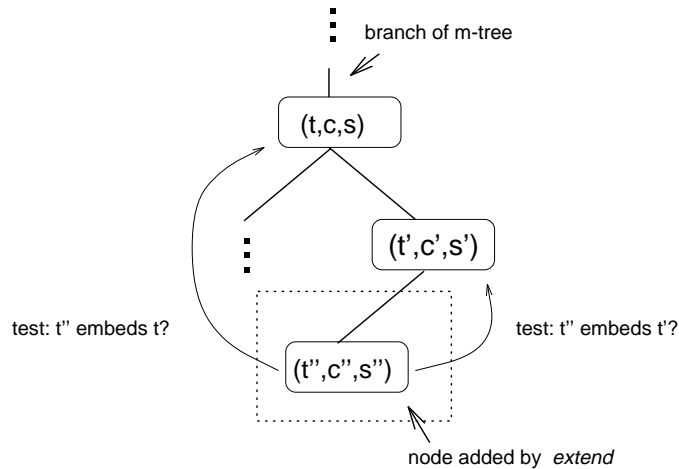 branch of m-tree
(t,c,s)
(t',c',s')
test: t'' embeds t?
test: t'' embeds t'?
(t'',c'',s'')
node added by extend